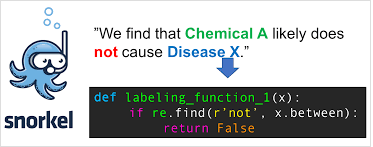 "We find that Chemical A likely does
not cause Disease X."
snorkel
def labeling_function_1(x):
if re.find(r'not', x.between):
return False